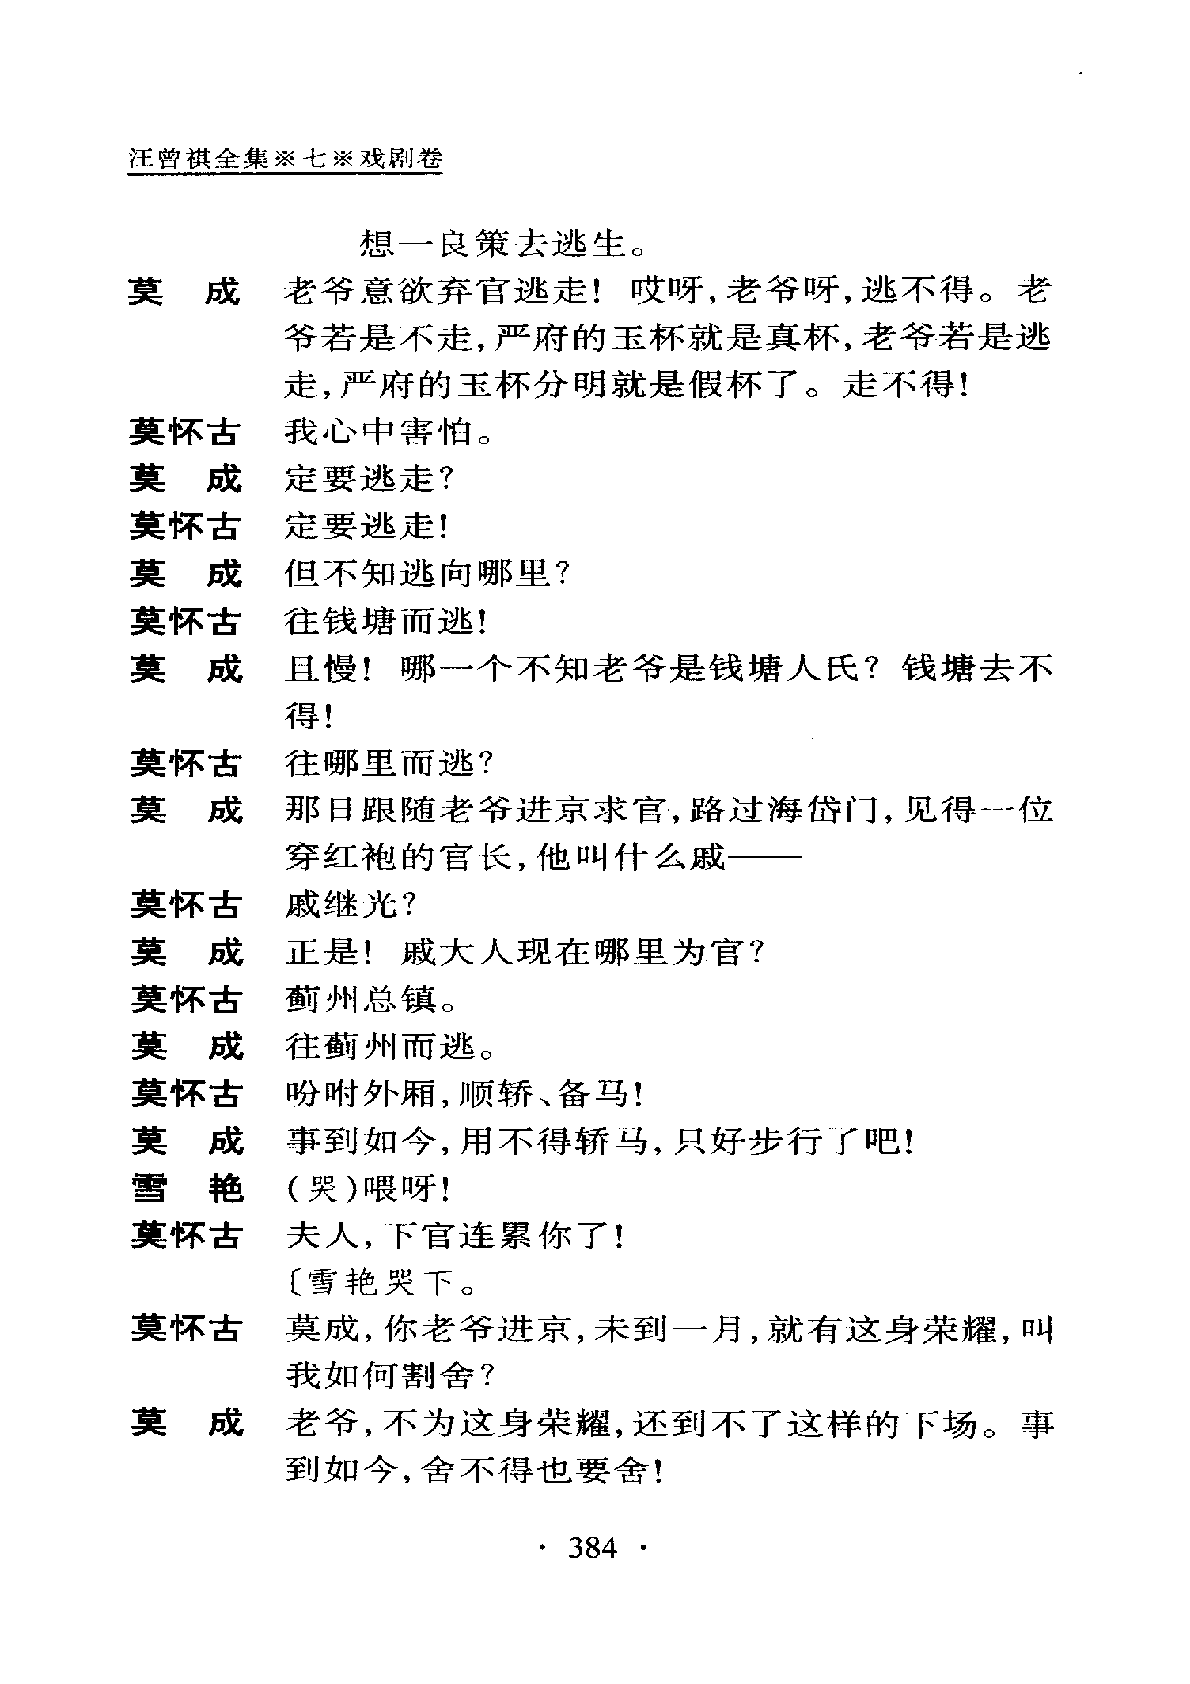 汪曾祺全集※七※戏剧卷
想一良策去逃生。
莫　成　老爷意欲弃官逃走！哎呀，老爷呀，逃不得。老
爷若是不走，严府的玉杯就是真杯，老爷若是逃
走，严府的玉杯分明就是假杯了。走不得！
莫怀古　我心中害怕。
莫　成　定要逃走？
莫怀古　定要逃走！
莫　成　但不知逃向哪里？
莫怀古　往钱塘而逃！
莫　成　且慢！哪一个不知老爷是钱塘人氏？钱塘去不
得！
莫怀古　往哪里而逃？
莫　成　那日跟随老爷进京求官，路过海岱门，见得一位
穿红袍的官长，他叫什么戚——
莫怀古　戚继光？
莫　成　正是！戚大人现在哪里为官？
莫怀古　蓟州总镇。
莫　成　往蓟州而逃。
莫怀古　吩咐外厢，顺轿、备马！
莫　成　事到如今，用不得轿马，只好步行了吧！
雪　艳　（哭）喂呀！
莫怀古　夫人，下官连累你了！
〔雪艳哭下。
莫怀古　莫成，你老爷进京，未到一月，就有这身荣耀，叫
我如何割舍？
莫　成　老爷，不为这身荣耀，还到不了这样的下场。事
到如今，舍不得也要舍！
· 384 ·